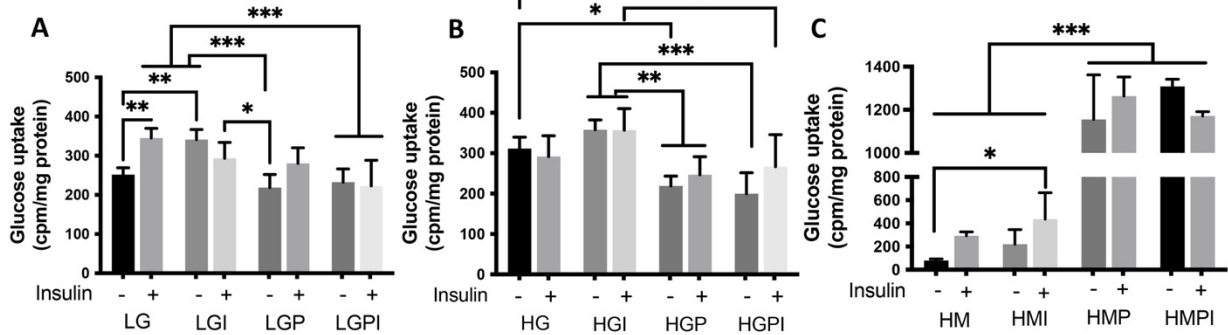 A
***
***
**
**
*
500
400
300
200
100
0
Glucose uptake
(cpm/mg protein)
Insulin - + - + - + - +
LG LGI LGP LGPI
B
*
***
**
500
400
300
200
100
0
Glucose uptake
(cpm/mg protein)
Insulin - + - + - + - +
HG HGI HGP HGPI
C
***
*
1400
1200
1000
800
600
400
200
0
Glucose uptake
(cpm/mg protein)
Insulin - + - + - + - +
HM HMI HMP HMPI